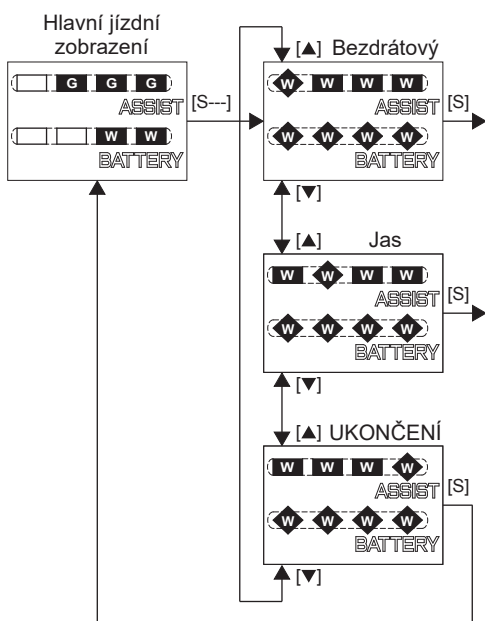 Hlavní jízdní
zobrazení
G G G
ASSIST
W W
BATTERY
[S---]
[▲] Bezdrátový
W W W W
ASSIST
W W W W
BATTERY
[S]
[▼]
[▲] Jas
W W W W
ASSIST
W W W W
BATTERY
[S]
[▼]
[▲] UKONČENÍ
W W W W
ASSIST
W W W W
BATTERY
[S]
[▼]